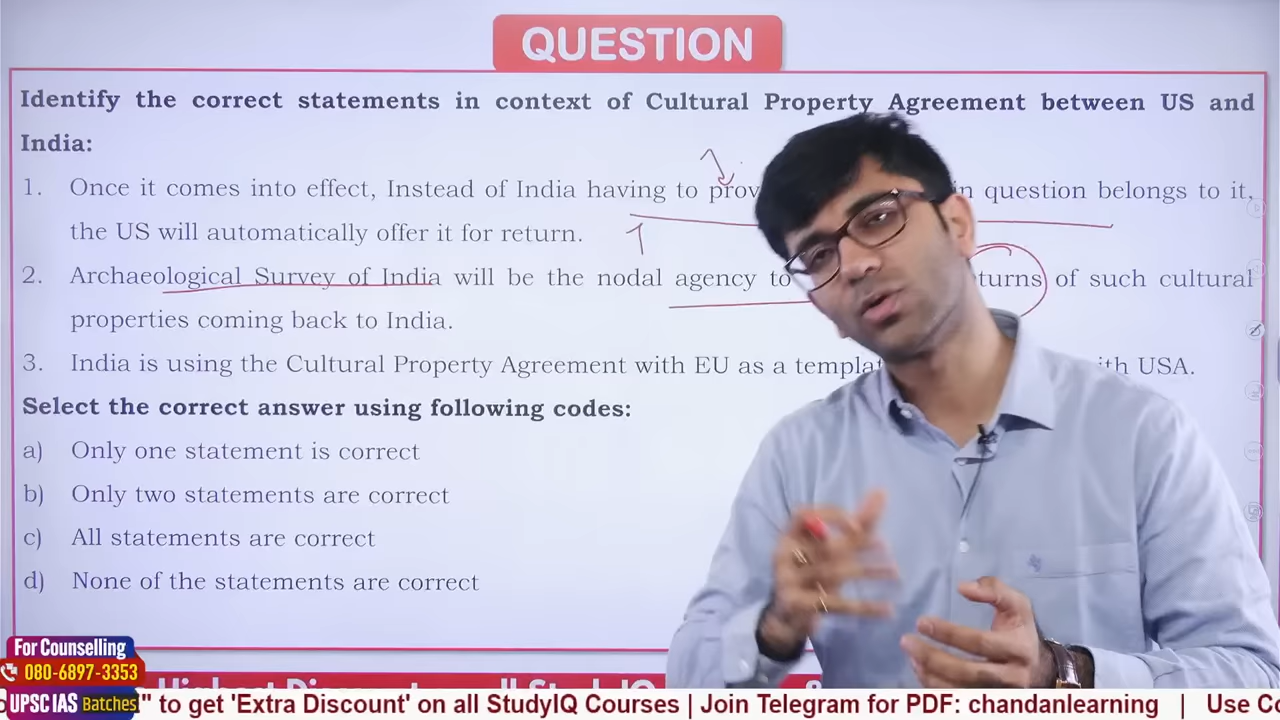 QUESTION
Identify the correct statements in context of Cultural Property Agreement between US and
India:
1. Once it comes into effect, Instead of India having to question belongs to it,
the US will automatically offer it for return.
2. Archaeological Survey of India will be the nodal agency to of such cultural
properties coming back to India.
3. India is using the Cultural Property Agreement with EU as a USA.
Select the correct answer using following codes:
a) Only one statement is correct
b) Only two statements are correct
c) All statements are correct
d) None of the statements are correct
For Counselling
080-6897-3353
UPSC IAS Batches
" to get 'Extra Discount' on all StudyIQ Courses | Join Telegram for PDF: chandanlearning | Use